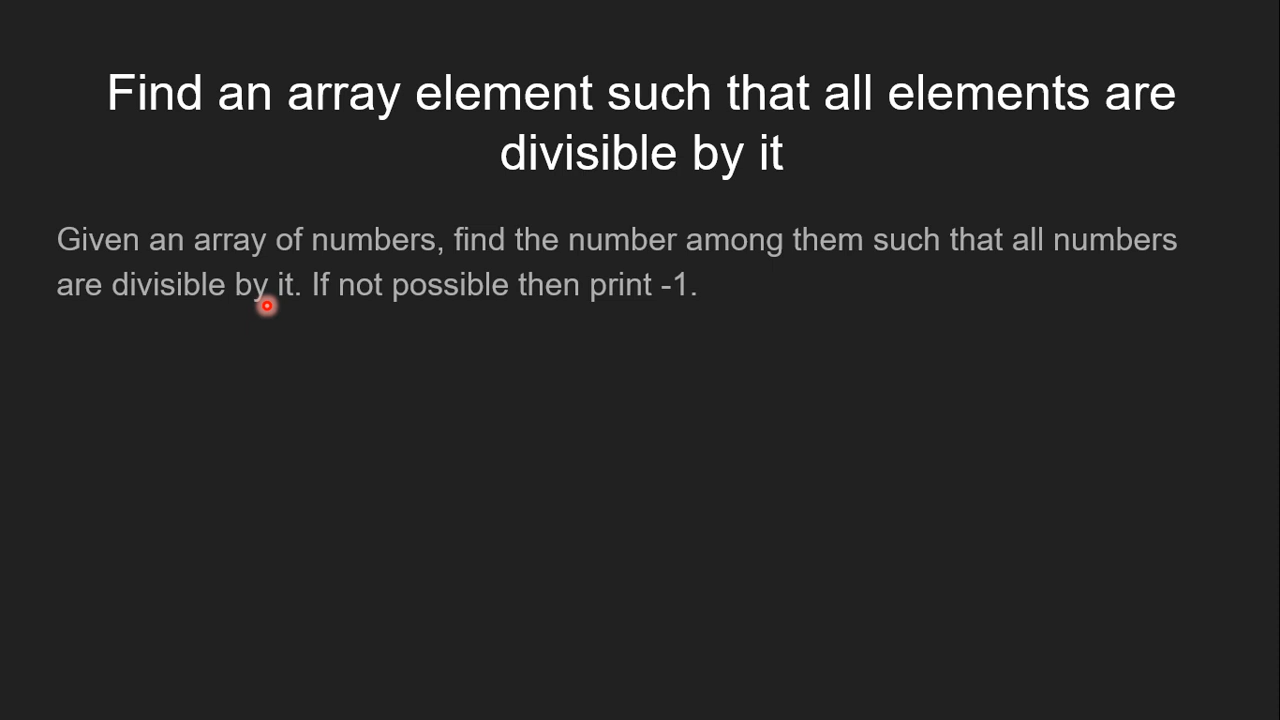 Find an array element such that all elements are
divisible by it
Given an array of numbers, find the number among them such that all numbers
are divisible by it. If not possible then print -1.